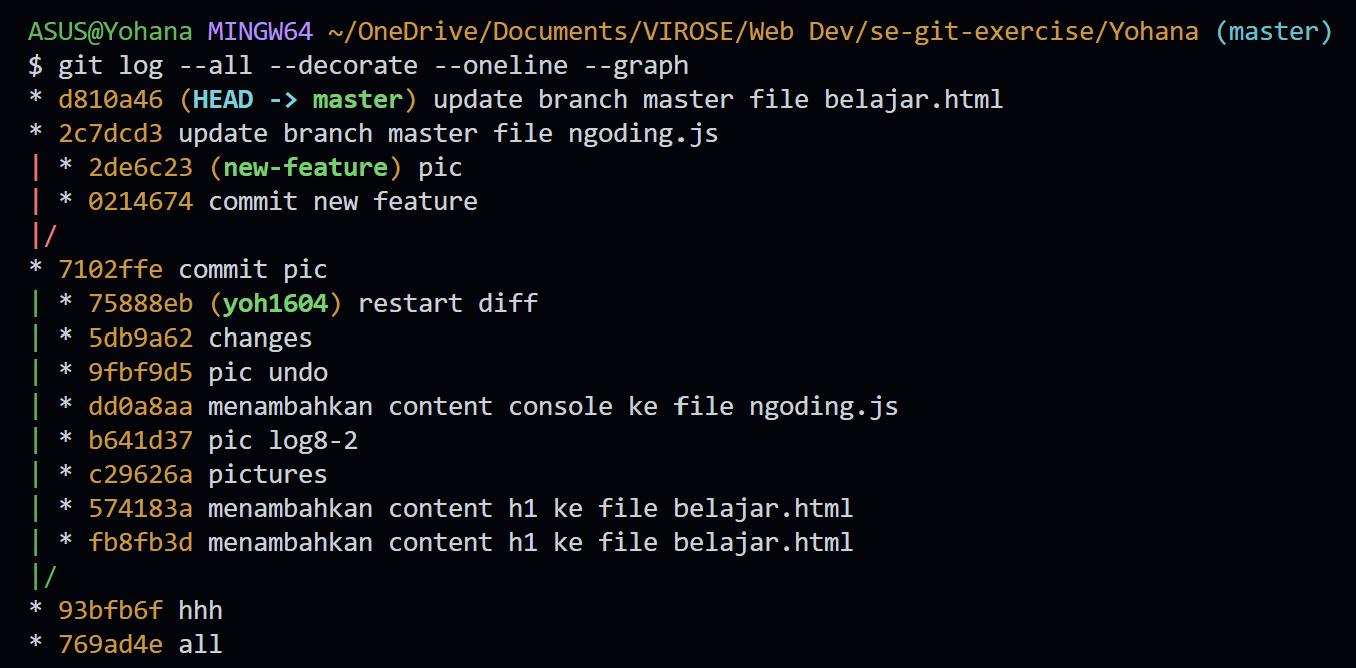 ASUS@Yohana MINGW64 ~/OneDrive/Documents/VIROSE/Web Dev/se-git-exercise/Yohana (master)
$ git log --all --decorate --oneline --graph
* d810a46 (HEAD -> master) update branch master file belajar.html
* 2c7dcd3 update branch master file ngoding.js
| * 2de6c23 (new-feature) pic
| * 0214674 commit new feature
|/
* 7102ffe commit pic
| * 75888eb (yoh1604) restart diff
| * 5db9a62 changes
| * 9fbf9d5 pic undo
| * dd0a8aa menambahkan content console ke file ngoding.js
| * b641d37 pic log8-2
| * c29626a pictures
| * 574183a menambahkan content h1 ke file belajar.html
| * fb8fb3d menambahkan content h1 ke file belajar.html
|/
* 93bfb6f hhh
* 769ad4e all